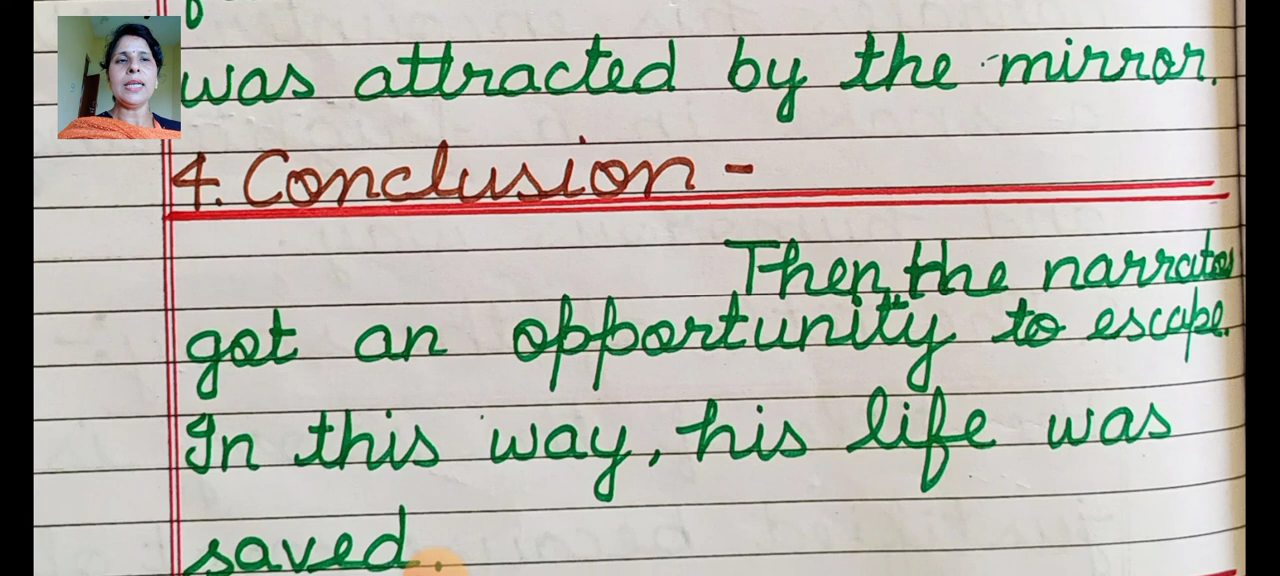 was attracted by the mirror.
4. Conclusion -
Then, the narrator
got an opportunity to escape.
In this way, his life was
saved.